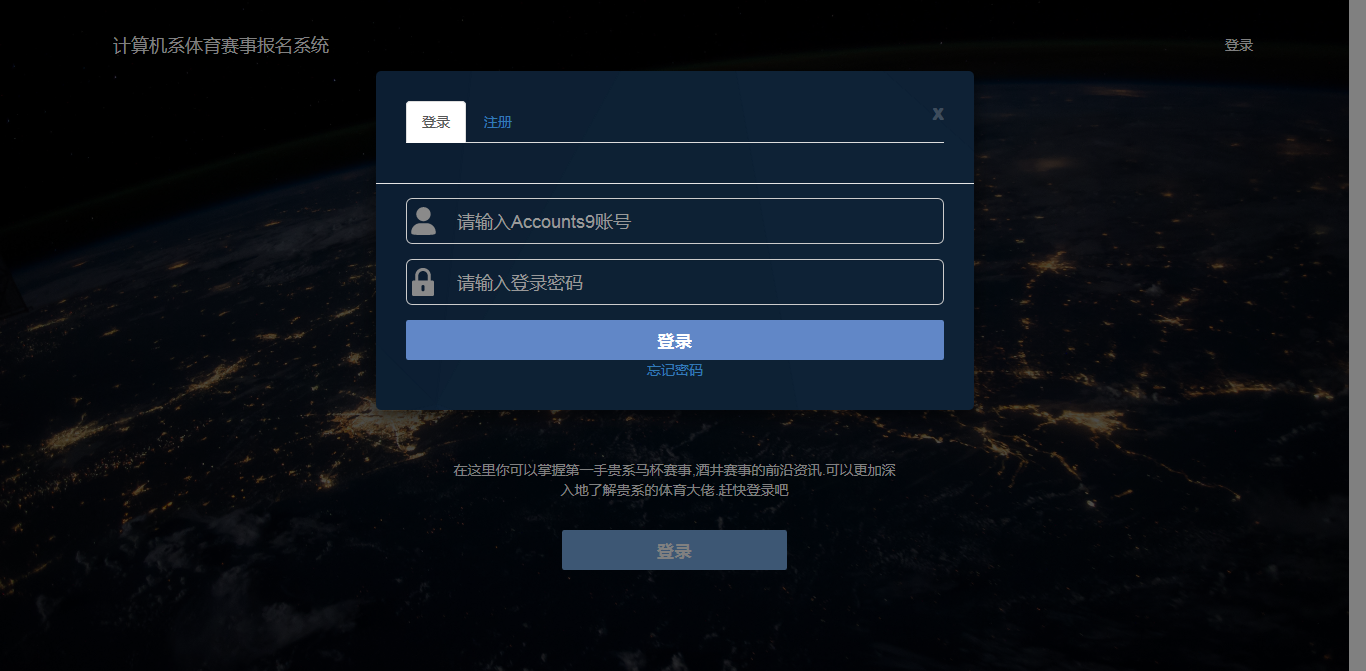 计算机系体育赛事报名系统
登录
登录
注册
x
请输入Accounts9账号
请输入登录密码
登录
忘记密码
在这里你可以掌握第一手贵系马杯赛事,酒井赛事的前沿资讯.可以更加深
入地了解贵系的体育大佬.赶快登录吧
登录